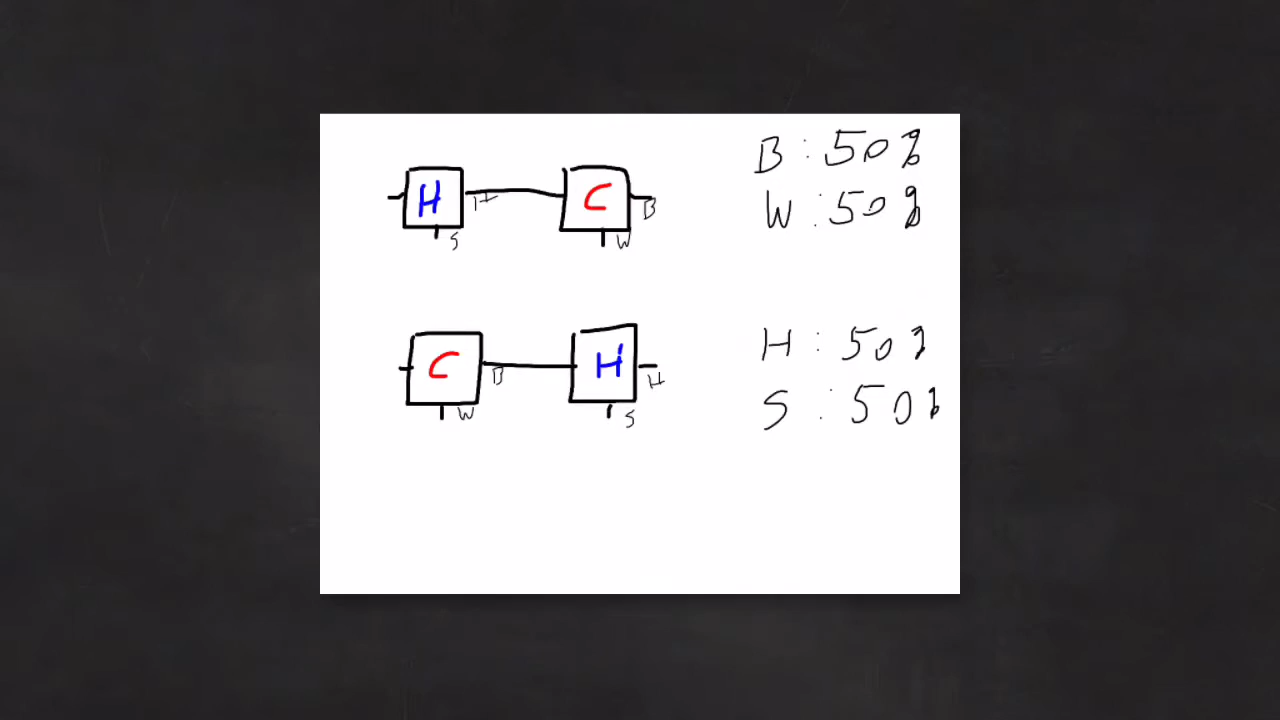 B : 50%
H H C B
S W
W : 50%
H : 50%
C B H H
W S
S : 50%